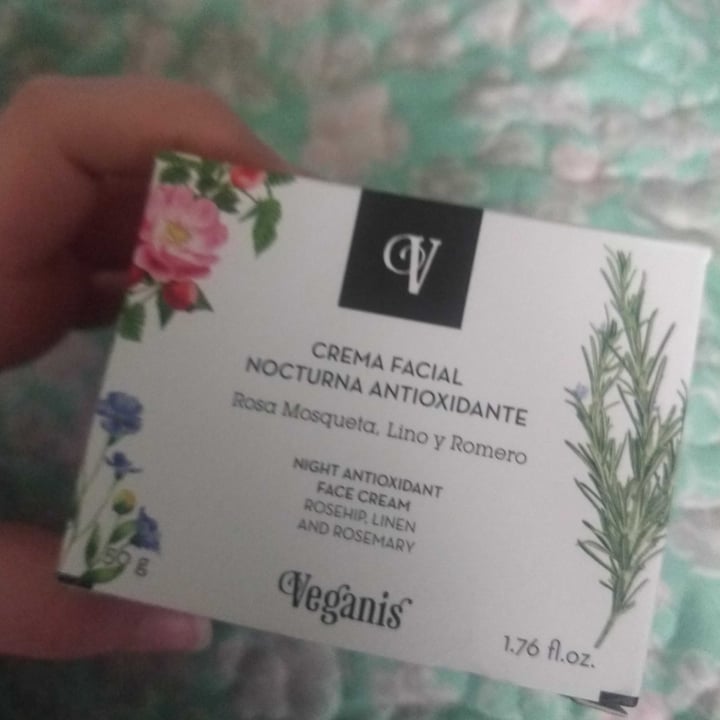 V
CREMA FACIAL
NOCTURNA ANTIOXIDANTE
Rosa Mosqueta, Lino y Romero
NIGHT ANTIOXIDANT
FACE CREAM
ROSEHIP, LINEN
AND ROSEMARY
50 g
Veganis
1.76 fl.oz.